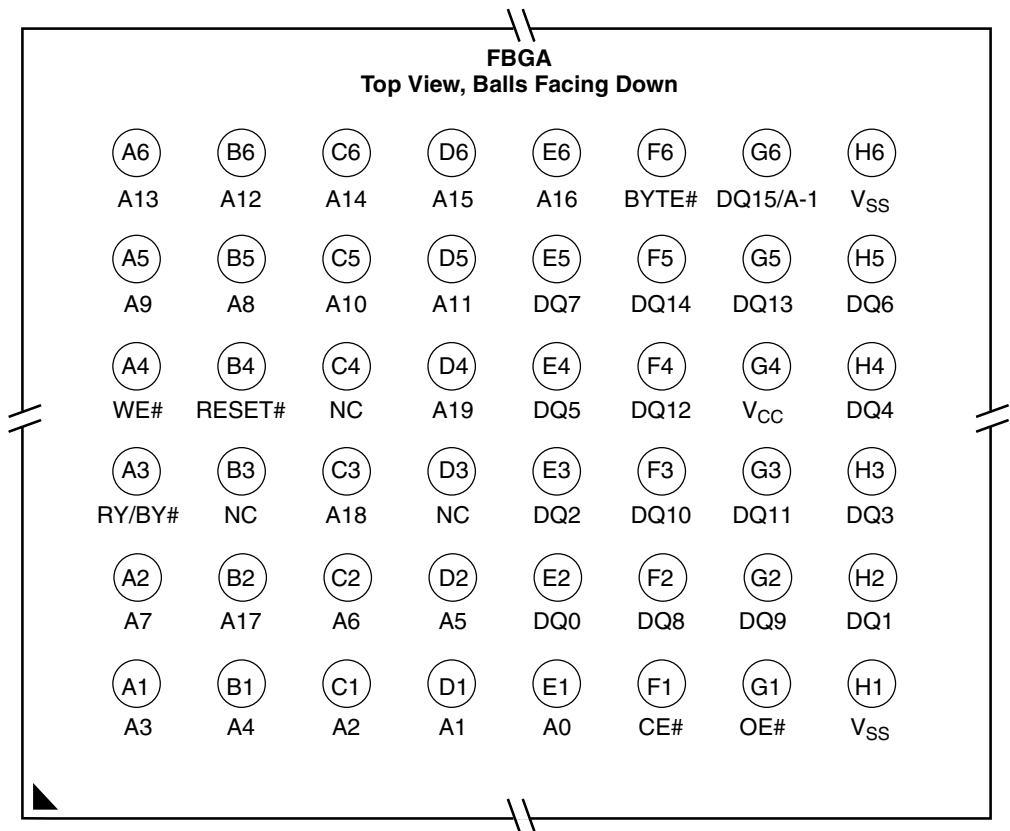 FBGA
Top View, Balls Facing Down
A6 B6 C6 D6 E6 F6 G6 H6
A13 A12 A14 A15 A16 BYTE# DQ15/A-1 VSS
A5 B5 C5 D5 E5 F5 G5 H5
A9 A8 A10 A11 DQ7 DQ14 DQ13 DQ6
A4 B4 C4 D4 E4 F4 G4 H4
WE# RESET# NC A19 DQ5 DQ12 VCC DQ4
A3 B3 C3 D3 E3 F3 G3 H3
RY/BY# NC A18 NC DQ2 DQ10 DQ11 DQ3
A2 B2 C2 D2 E2 F2 G2 H2
A7 A17 A6 A5 DQ0 DQ8 DQ9 DQ1
A1 B1 C1 D1 E1 F1 G1 H1
A3 A4 A2 A1 A0 CE# OE# VSS